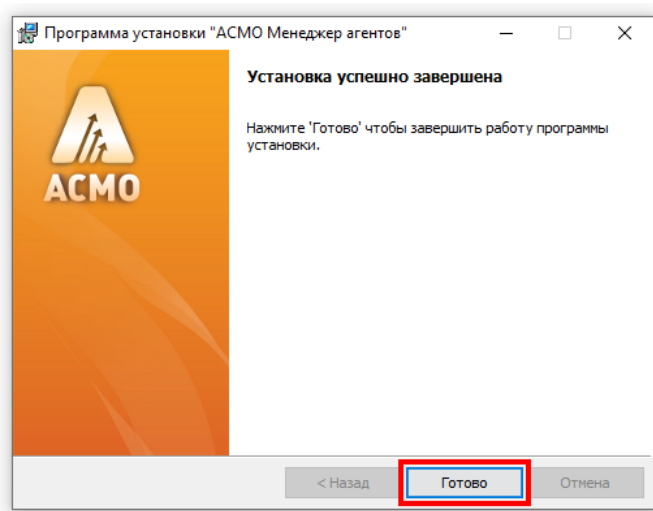 Программа установки "АСМО Менеджер агентов"
Установка успешно завершена
Нажмите 'Готово' чтобы завершить работу программы
установки.
АСМО
< Назад
Готово
Отмена